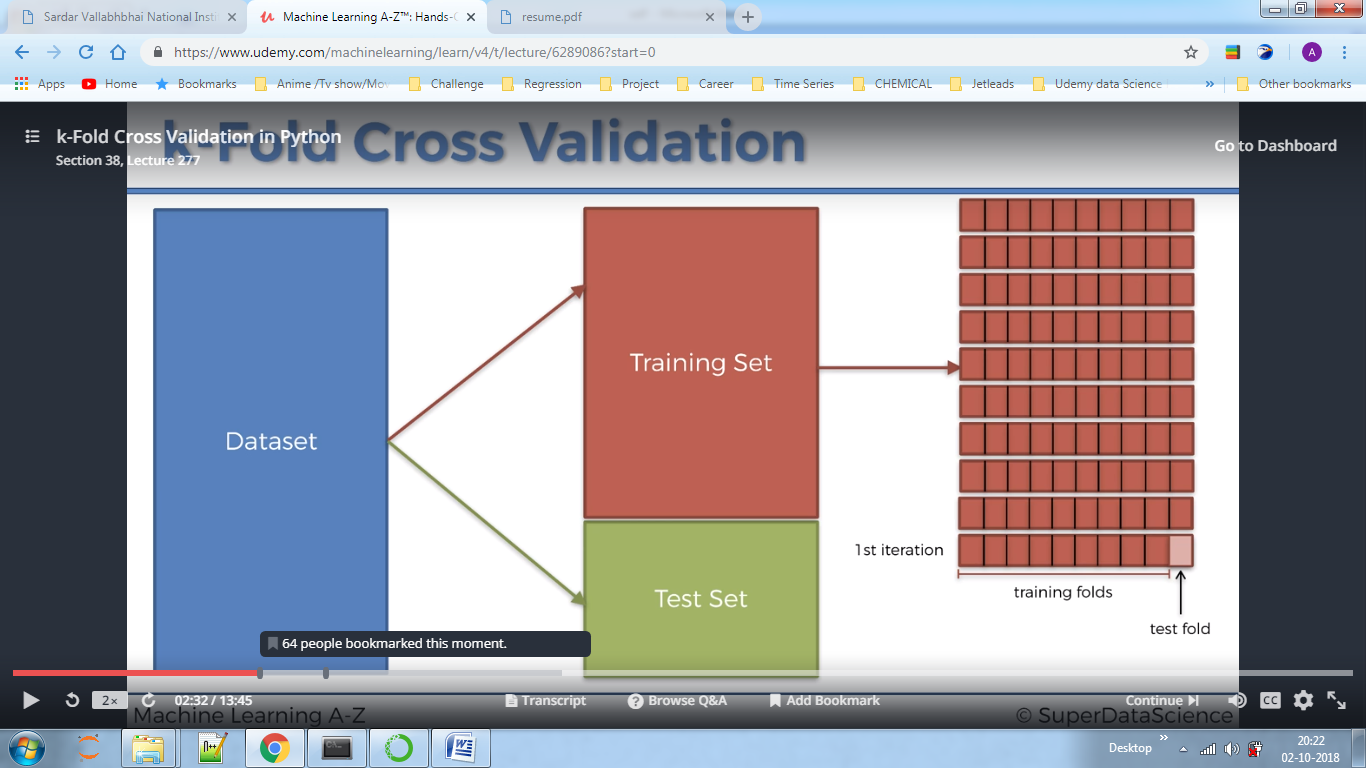 Sardar Vallabhbhai National Insti
Machine Learning A-Z™: Hands-O
resume.pdf
https://www.udemy.com/machinelearning/learn/v4/t/lecture/6289086?start=0
A
Apps
Home
Bookmarks
Anime /Tv show/Mov
Challenge
Regression
Project
Career
Time Series
CHEMICAL
Jetleads
Udemy data Science
»
Other bookmarks
k-Fold Cross Validation
k-Fold Cross Validation in Python
Section 38, Lecture 277
Go to Dashboard
Dataset
Training Set
Test Set
1st iteration
training folds
test fold
64 people bookmarked this moment.
2×
02:32 / 13:45
Transcript
Browse Q&A
Add Bookmark
Continue
CC
Machine Learning A-Z
© SuperDataScience
Desktop
»
20:22
02-10-2018